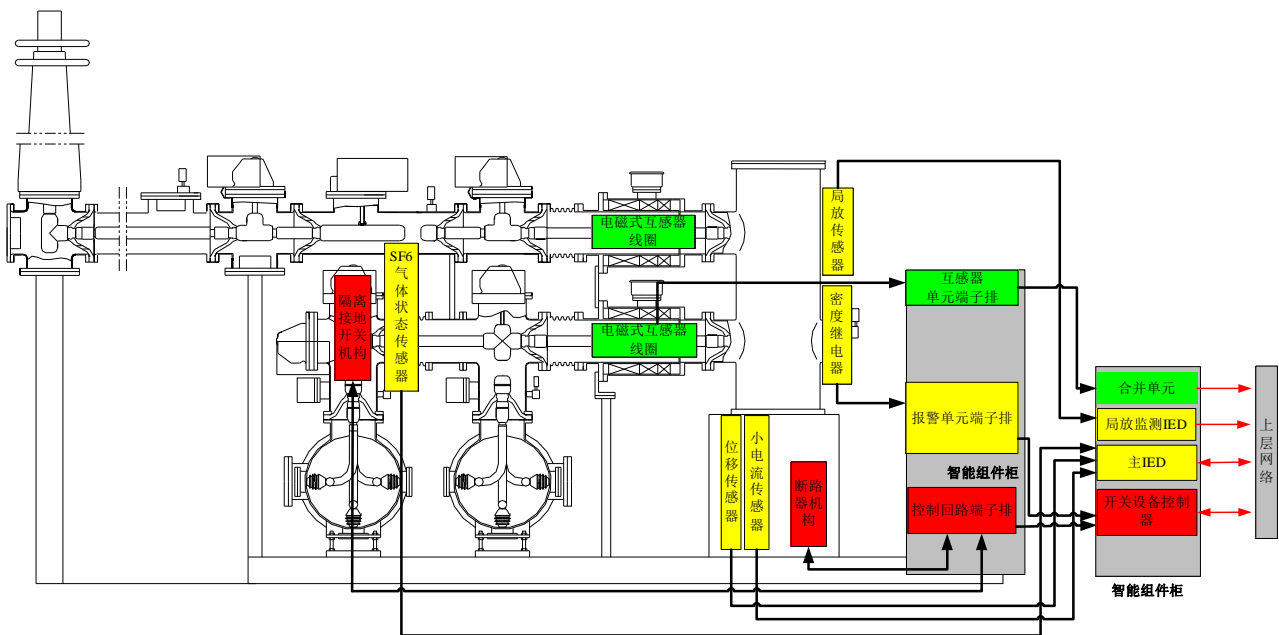 电磁式互感器
线圈
局放传感器
SF6
气体状态传感器
隔离
接地
开关
机构
电磁式互感器
线圈
密度继电器
互感器
单元端子排
报警单元端子排
智能组件柜
控制回路端子排
位移传感器
小电流传感器
断路
器机
构
合并单元
局放监测IED
主IED
开关设备控制
器
智能组件柜
上层网络